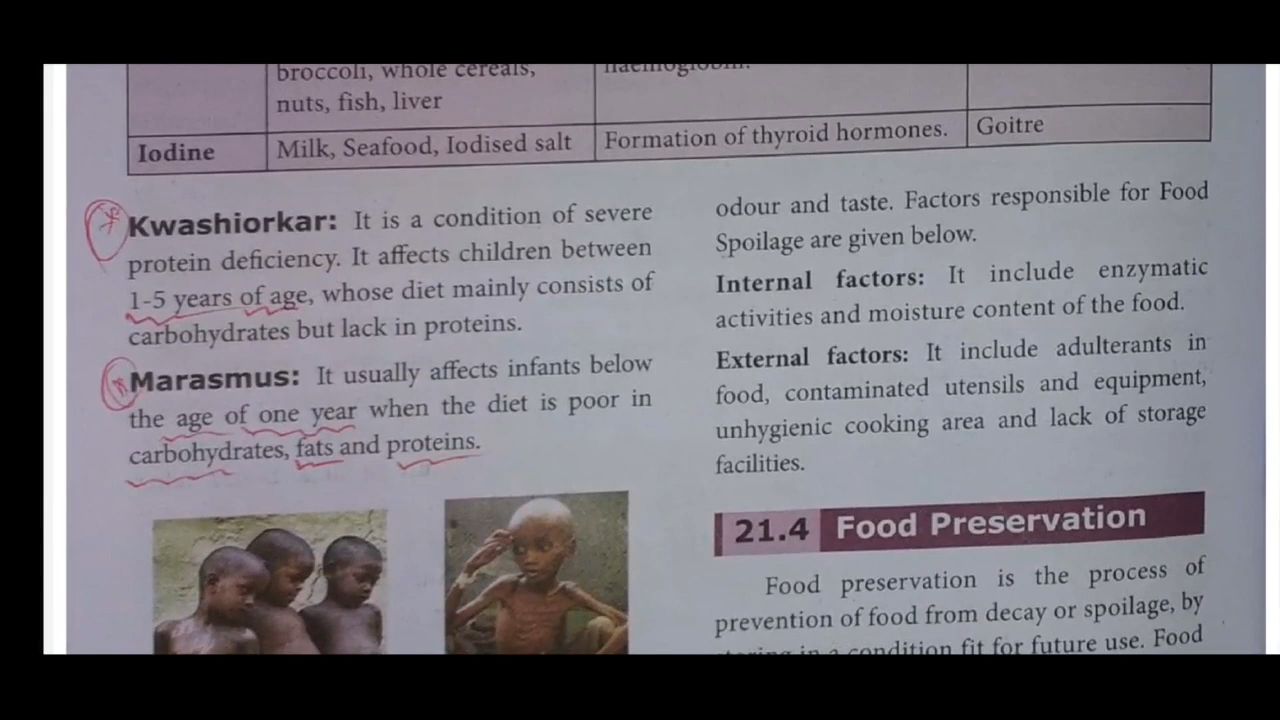 broccoli, whole cereals,
haemoglobin.
nuts, fish, liver
Iodine
Milk, Seafood, Iodised salt
Formation of thyroid hormones.
Goitre
Kwashiorkar: It is a condition of severe
protein deficiency. It affects children between
1-5 years of age, whose diet mainly consists of
carbohydrates but lack in proteins.
Marasmus: It usually affects infants below
the age of one year when the diet is poor in
carbohydrates, fats and proteins.
odour and taste. Factors responsible for Food
Spoilage are given below.
Internal factors: It include enzymatic
activities and moisture content of the food.
External factors: It include adulterants in
food, contaminated utensils and equipment,
unhygienic cooking area and lack of storage
facilities.
21.4 Food Preservation
Food preservation is the process of
prevention of food from decay or spoilage, by
storing in a condition fit for future use. Food